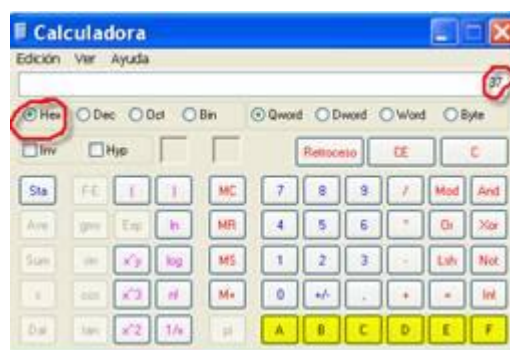 Calculadora
Edición Ver Ayuda
37
Hex Dec Oct Bin Qword Dword Word Byte
Inv Hyp Retroceso CE C
Sta F-E ( ) MC 7 8 9 / Mod And
Ave dms Exp ln MR 4 5 6 * Or Xor
Sum sin x^y log MS 1 2 3 - Lsh Not
s cos x^3 n! M+ 0 +/- . + = Int
Dat tan x^2 1/x pi A B C D E F